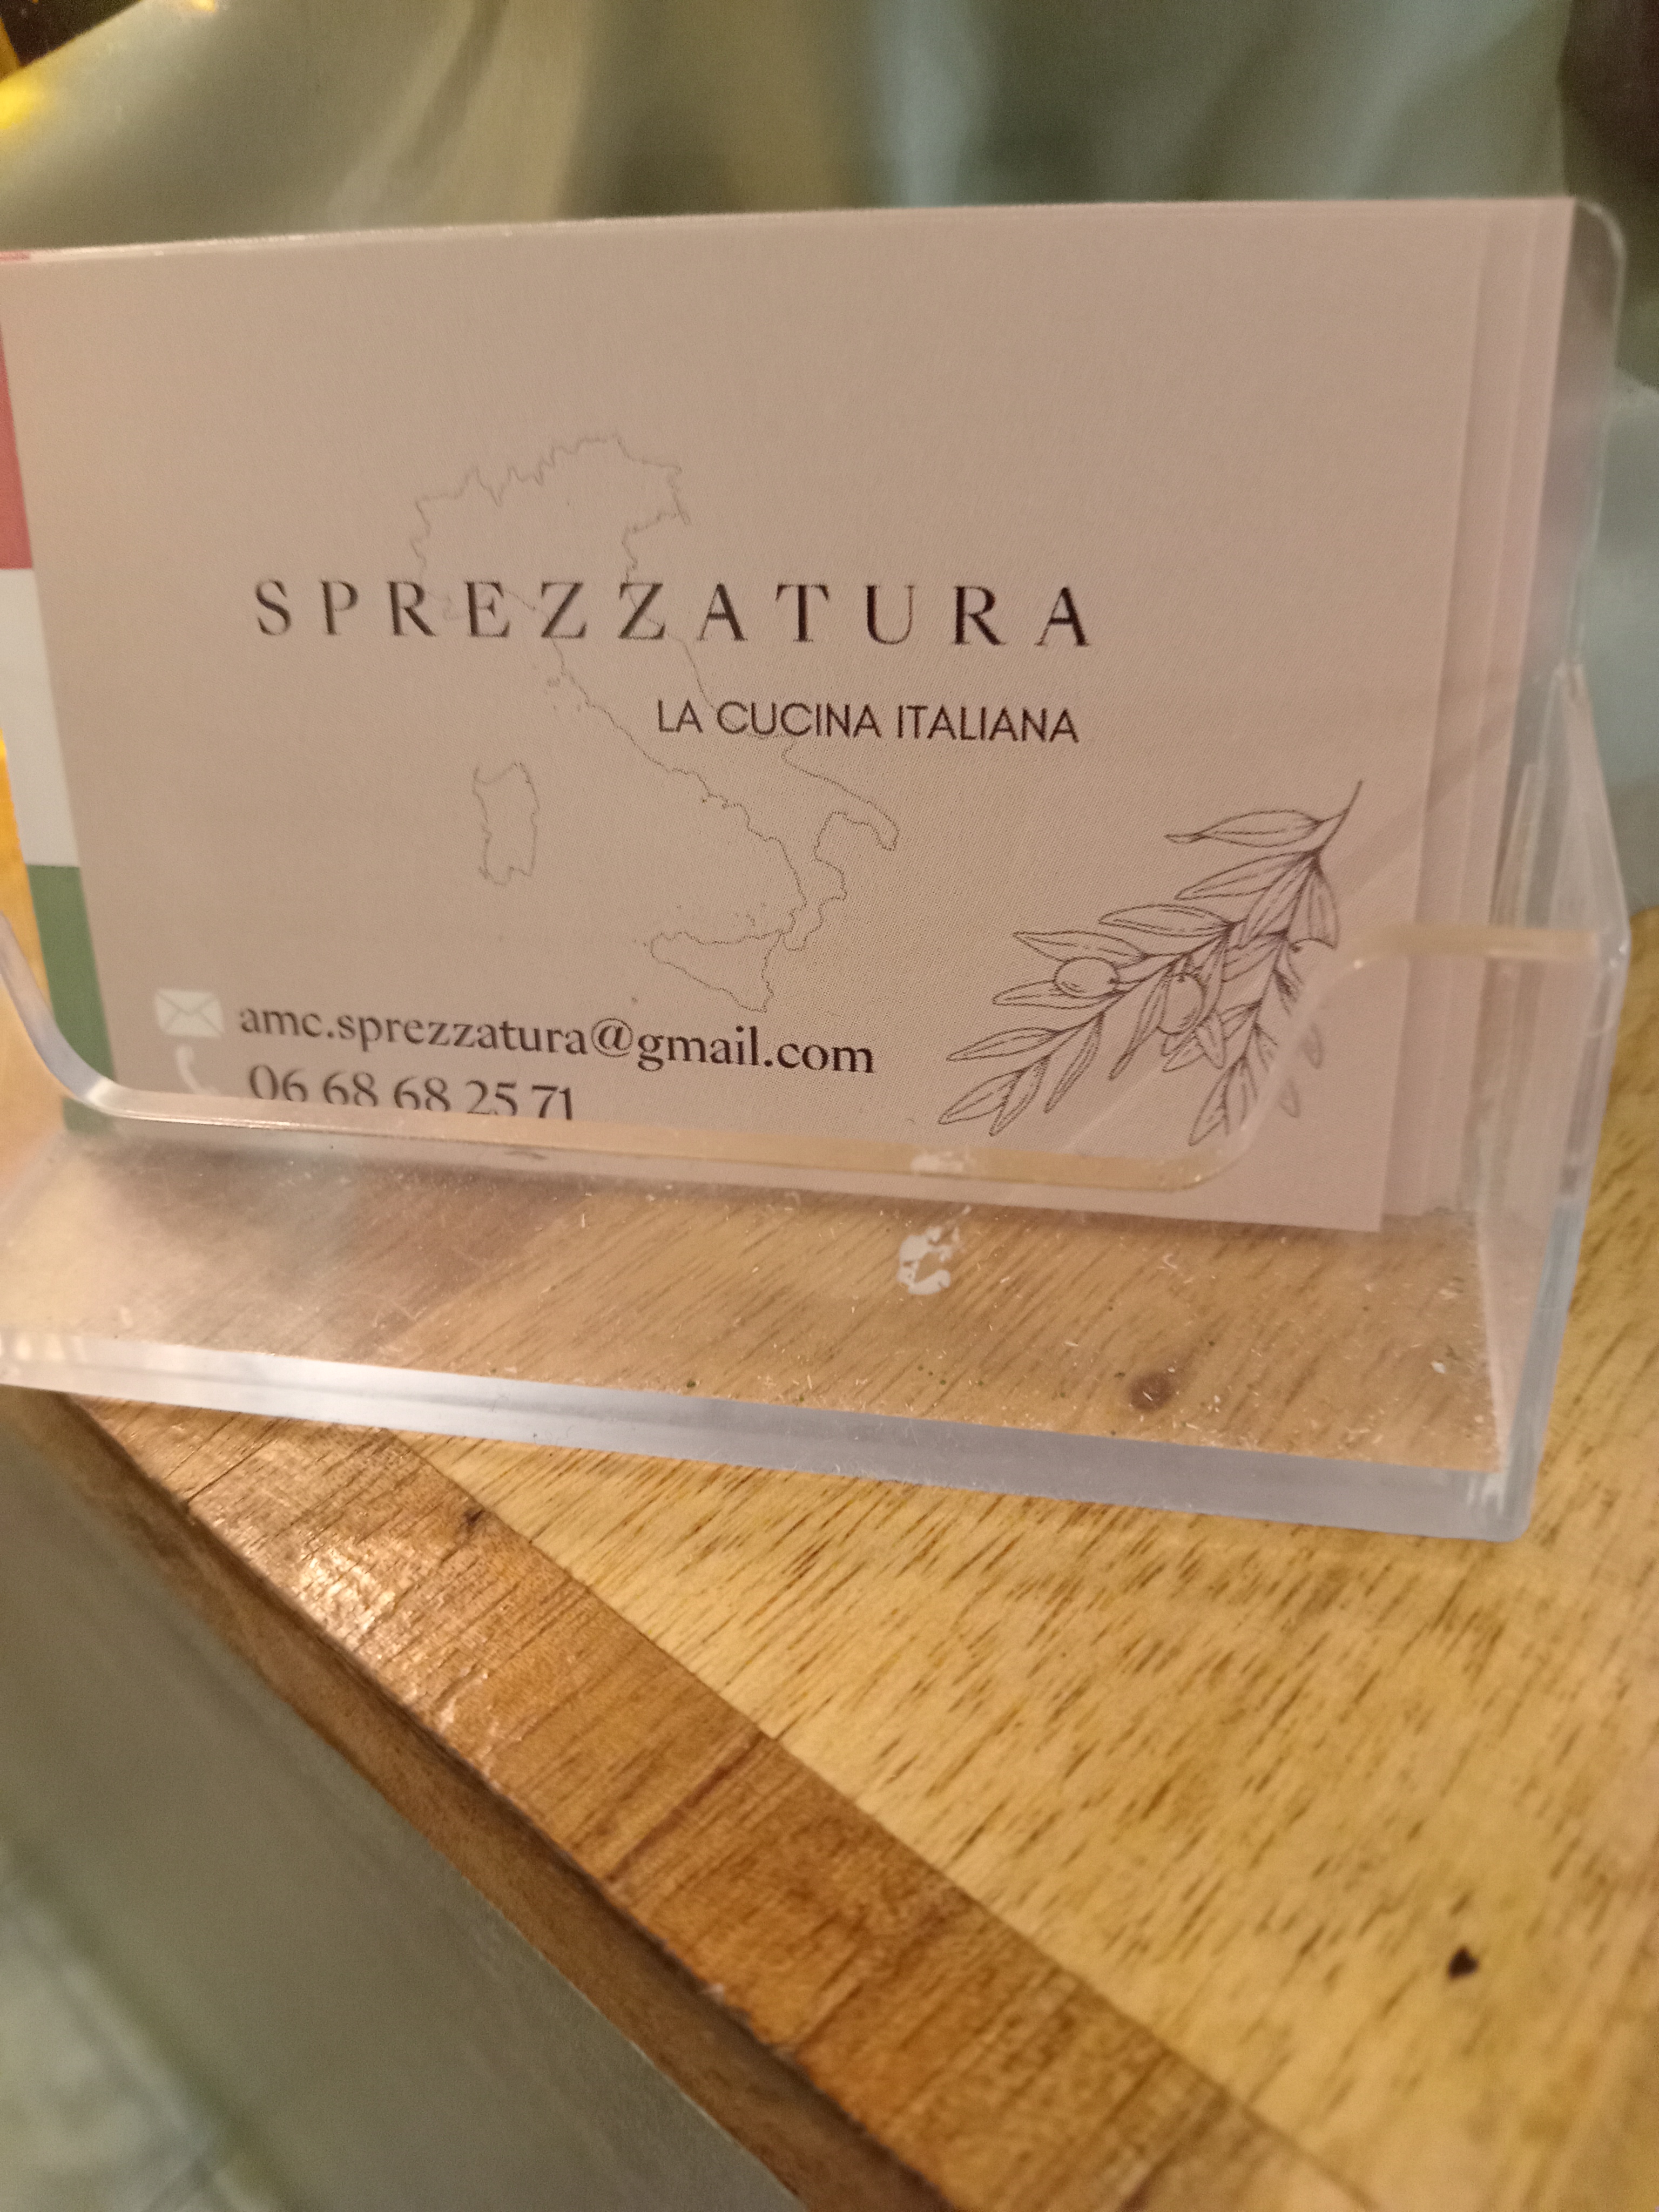 SPREZZATURA
LA CUCINA ITALIANA
amc.sprezzatura@gmail.com
06 68 68 25 71